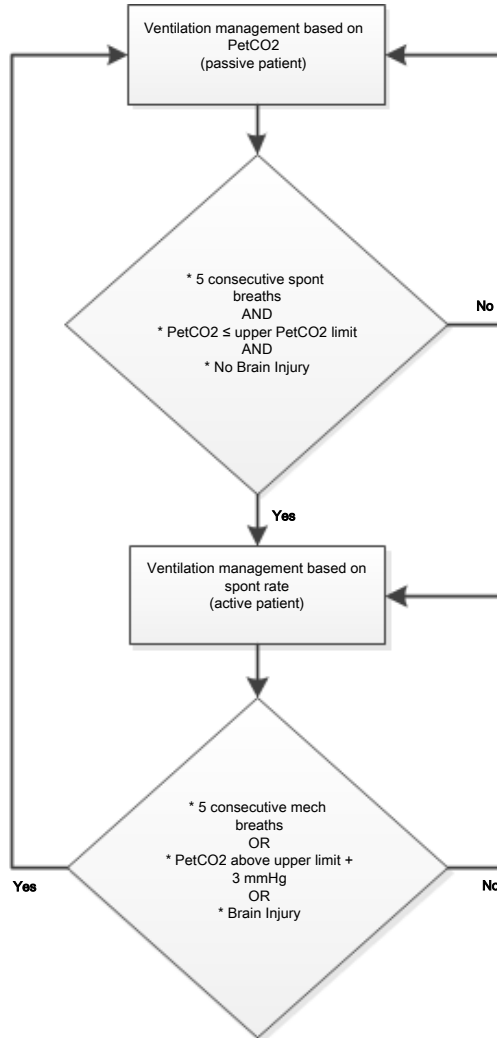 Ventilation management based on
PetCO2
(passive patient)
* 5 consecutive spont
breaths
AND
* PetCO2 ≤ upper PetCO2 limit
AND
* No Brain Injury
No
Yes
Ventilation management based on
spont rate
(active patient)
* 5 consecutive mech
breaths
OR
* PetCO2 above upper limit +
3 mmHg
OR
* Brain Injury
Yes
No